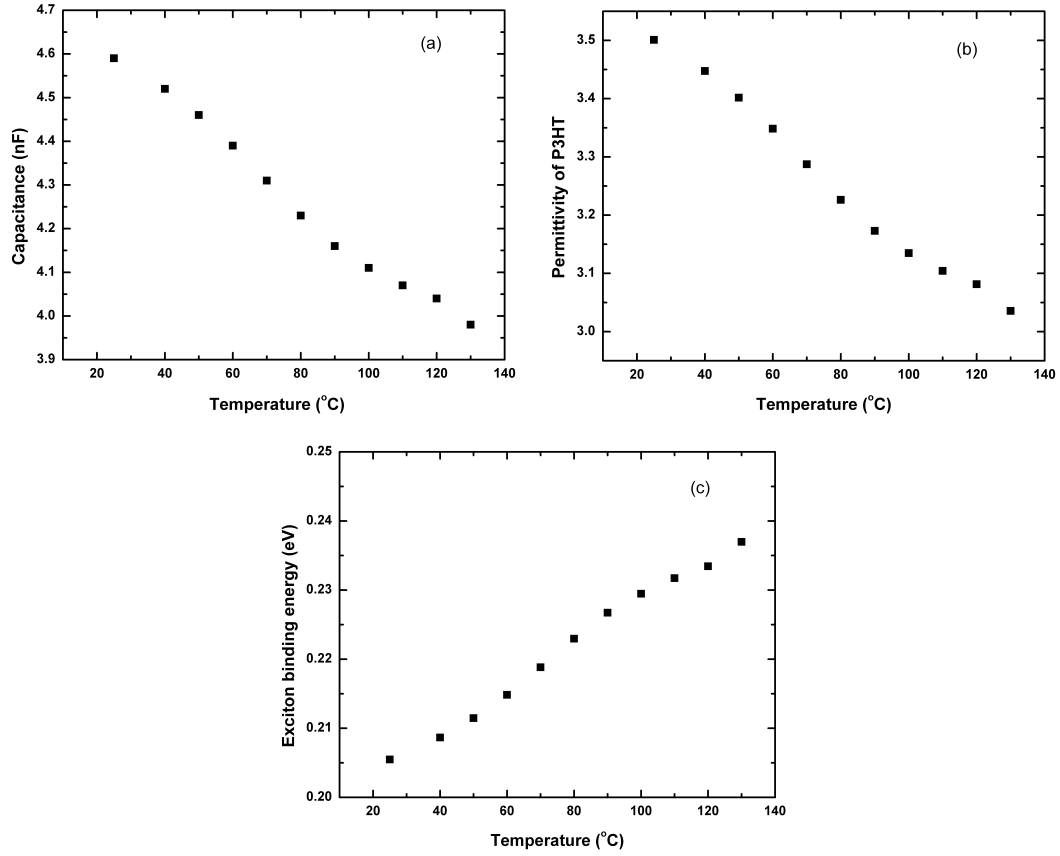 (a)
Capacitance (nF)
4.7
4.6
4.5
4.4
4.3
4.2
4.1
4.0
3.9
20 40 60 80 100 120 140
Temperature (°C)
(b)
Permittivity of P3HT
3.5
3.4
3.3
3.2
3.1
3.0
20 40 60 80 100 120 140
Temperature (°C)
(c)
Exciton binding energy (eV)
0.25
0.24
0.23
0.22
0.21
0.20
20 40 60 80 100 120 140
Temperature (°C)